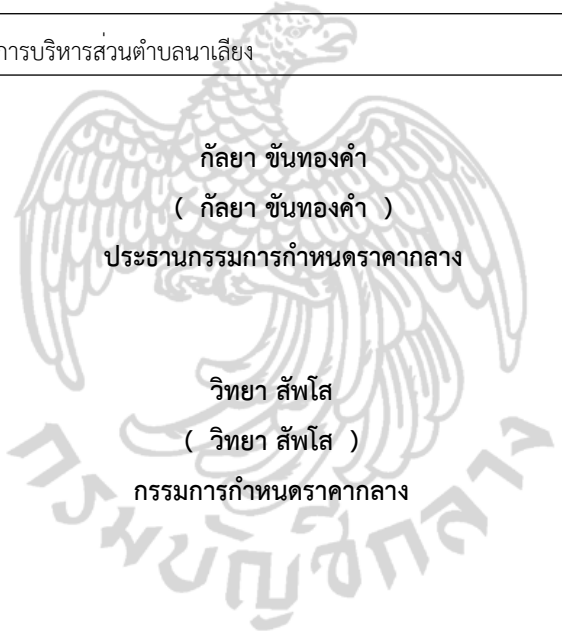 การบริหารส่วนตำบลนาเลียง
กัลยา ขันทองคำ
( กัลยา ขันทองคำ )
ประธานกรรมการกำหนดราคากลาง
วิทยา สัพโส
( วิทยา สัพโส )
กรรมการกำหนดราคากลาง
กรมบัญชีกลาง